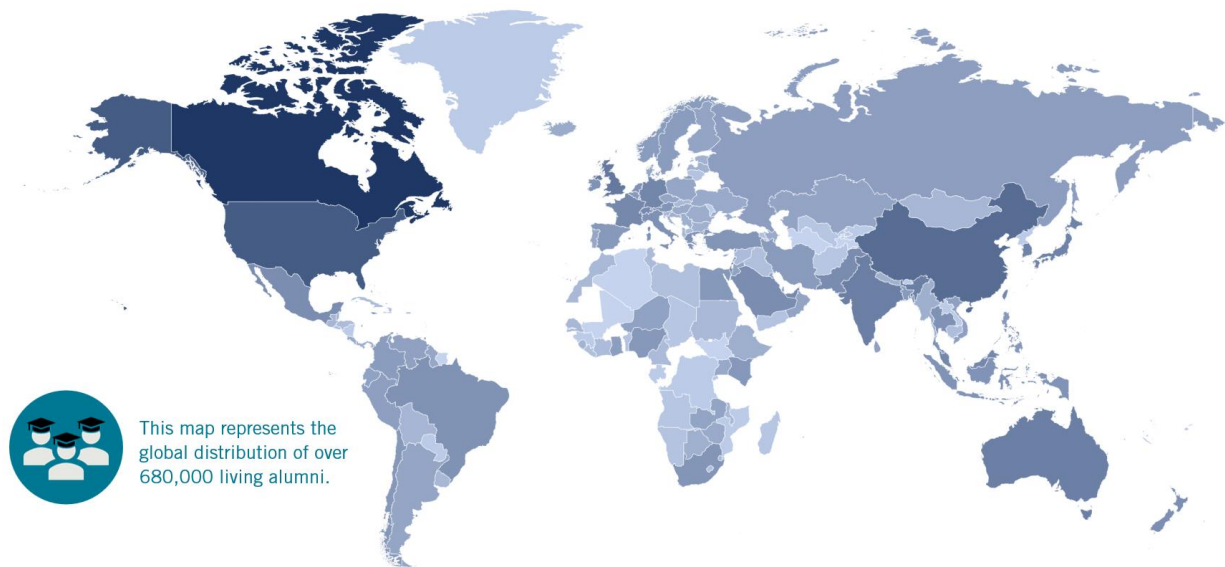 This map represents the
global distribution of over
680,000 living alumni.